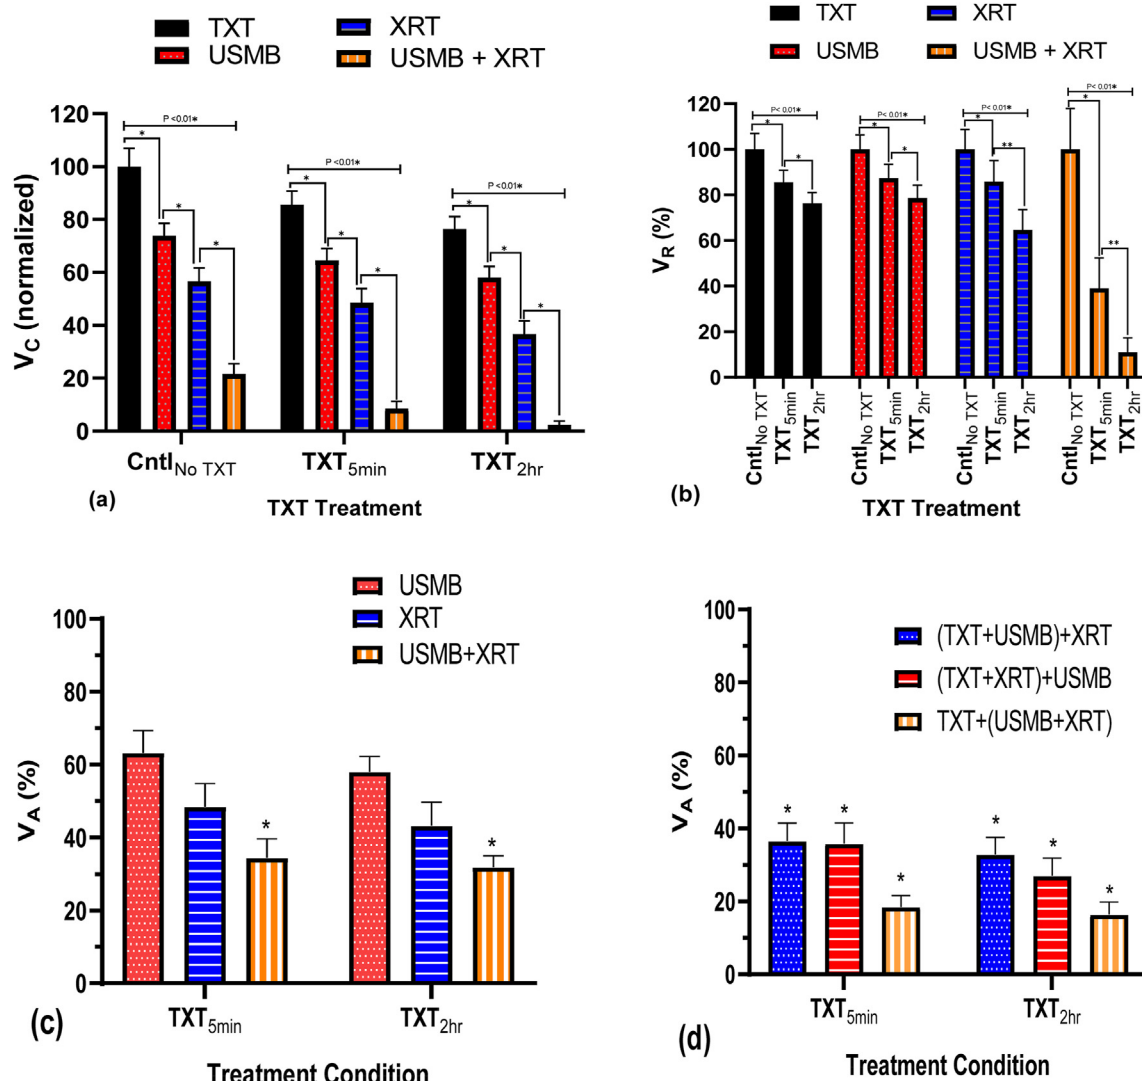 TXT XRT
USMB USMB + XRT
P <0.01*
*
* *
P <0.01*
*
* *
P <0.01*
*
* *
120
100
80
60
40
20
0
V_C (normalized)
Cntl_No TXT TXT_5min TXT_2hr
(a) TXT Treatment
TXT XRT
USMB USMB + XRT
P< 0.01*
* *
P< 0.01*
* *
P< 0.01*
* **
P< 0.01*
* **
120
100
80
60
40
20
0
V_R (%)
Cntl_No TXT TXT_5min TXT_2hr Cntl_No TXT TXT_5min TXT_2hr Cntl_No TXT TXT_5min TXT_2hr Cntl_No TXT TXT_5min TXT_2hr
(b) TXT Treatment
USMB
XRT
USMB+XRT
100
80
60
40
20
0
V_A (%)
* *
TXT_5min TXT_2hr
(c)
Treatment Condition
(TXT+USMB)+XRT
(TXT+XRT)+USMB
TXT+(USMB+XRT)
100
80
60
40
20
0
V_A (%)
* * * * * *
TXT_5min TXT_2hr
(d)
Treatment Condition